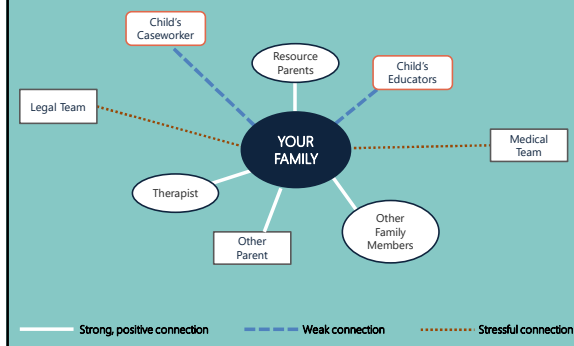 Child's
Caseworker
Resource
Parents
Child's
Educators
Legal Team
YOUR
FAMILY
Medical
Team
Therapist
Other
Family
Members
Other
Parent
Strong, positive connection
Weak connection
Stressful connection